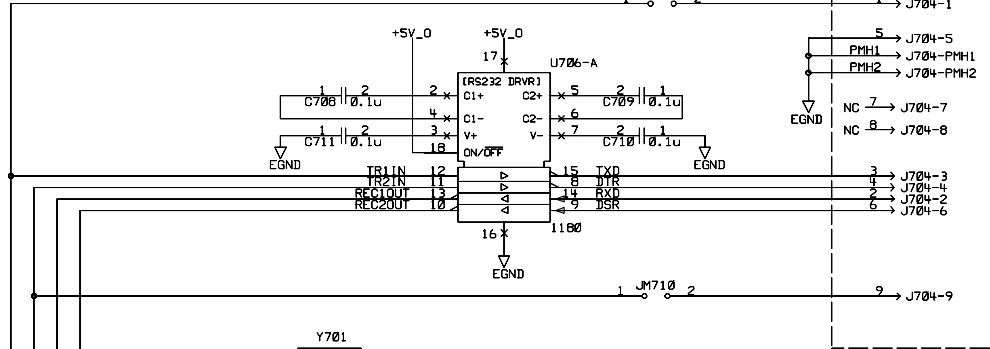 1 2 1 J704-1
+5V_O +5V_O 5 J704-5
17 U706-A PMH1 J704-PMH1
[RS232 DRVR] PMH2 J704-PMH2
1 2 2 C1+ C2+ 5 2 1
C708 0.1u C709 0.1u
4 C1- C2- 6 EGND NC 7 J704-7
1 2 3 V+ V- 7 2 1 NC 8 J704-8
C711 0.1u C710 0.1u
18 ON/OFF
EGND EGND
TR1IN 12 15 TXD 3 J704-3
TR2IN 11 8 DTR 4 J704-4
REC1OUT 13 14 RXD 2 J704-2
REC2OUT 10 9 DSR 6 J704-6
16 1180
EGND
1 JM710 2 9 J704-9
Y701